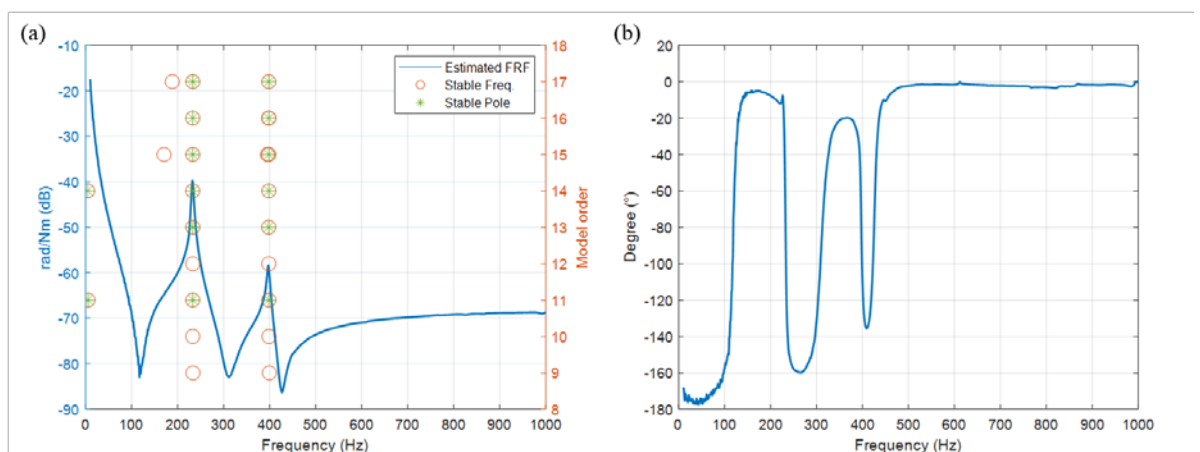 (a)
-10
-20
-30
-40
-50
-60
-70
-80
-90
rad/Nm (dB)
18
17
16
15
14
13
12
11
10
9
8
Model order
Estimated FRF
Stable Freq.
Stable Pole
0 100 200 300 400 500 600 700 800 900 1000
Frequency (Hz)
(b)
20
0
-20
-40
-60
-80
-100
-120
-140
-160
-180
Degree (°)
0 100 200 300 400 500 600 700 800 900 1000
Frequency (Hz)